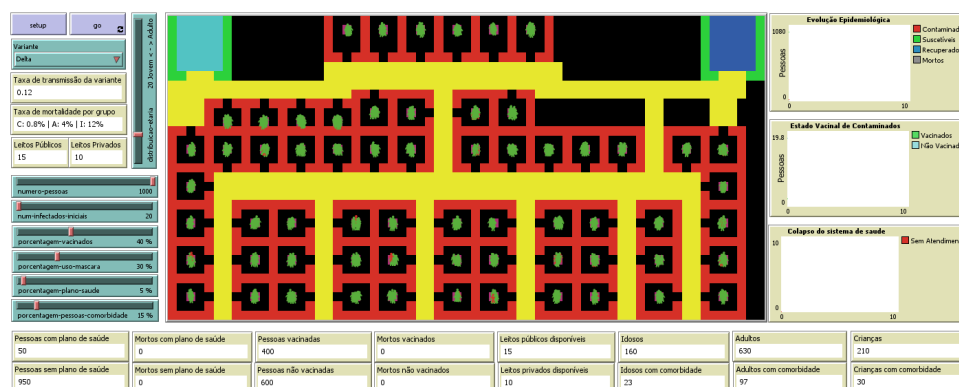 setup
go
Variante
Delta
Taxa de transmissão da variante
0.12
Taxa de mortalidade por grupo
C: 0.8% | A: 4% | I: 12%
Leitos Públicos
15
Leitos Privados
10
distribuicao-etaria 20 Jovem < - > Adulto
numero-pessoas 1000
num-infectados-iniciais 20
porcentagem-vacinados 40 %
porcentagem-uso-mascara 30 %
porcentagem-plano-saude 5 %
porcentagem-pessoas-comorbidade 15 %
Evolução Epidemiológica
1080
Pessoas
0
0
10
Contaminad
Suscetíveis
Recuperado
Mortos
Estado Vacinal de Contaminados
19.8
Pessoas
0
0
10
Vacinados
Não Vacinad
Colapso do sistema de saude
10
0
0
10
Sem Atendimen
Pessoas com plano de saúde
50
Mortos com plano de saúde
0
Pessoas vacinadas
400
Mortos vacinados
0
Leitos públicos disponíveis
15
Idosos
160
Adultos
630
Crianças
210
Pessoas sem plano de saúde
950
Mortos sem plano de saúde
0
Pessoas não vacinadas
600
Mortos não vacinados
0
Leitos privados disponíveis
10
Idosos com comorbidade
23
Adultos com comorbidade
97
Crianças com comorbidade
30